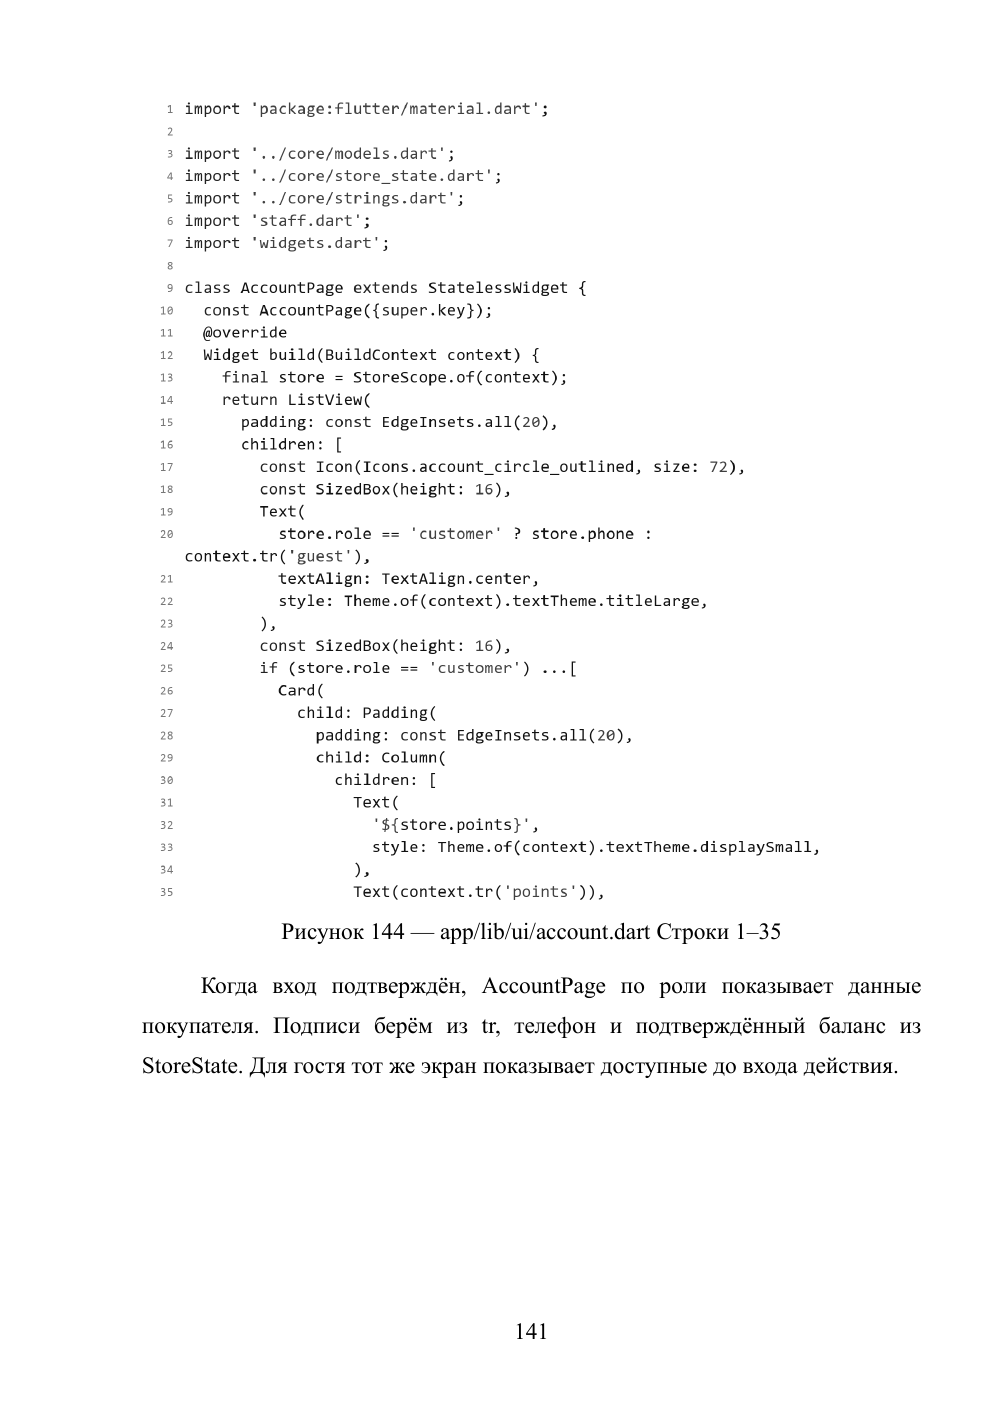 1 import 'package:flutter/material.dart';
2
3 import '../core/models.dart';
4 import '../core/store_state.dart';
5 import '../core/strings.dart';
6 import 'staff.dart';
7 import 'widgets.dart';
8
9 class AccountPage extends StatelessWidget {
10   const AccountPage({super.key});
11   @override
12   Widget build(BuildContext context) {
13     final store = StoreScope.of(context);
14     return ListView(
15       padding: const EdgeInsets.all(20),
16       children: [
17         const Icon(Icons.account_circle_outlined, size: 72),
18         const SizedBox(height: 16),
19         Text(
20           store.role == 'customer' ? store.phone :
context.tr('guest'),
21           textAlign: TextAlign.center,
22           style: Theme.of(context).textTheme.titleLarge,
23         ),
24         const SizedBox(height: 16),
25         if (store.role == 'customer') ...[
26           Card(
27             child: Padding(
28               padding: const EdgeInsets.all(20),
29               child: Column(
30                 children: [
31                   Text(
32                     '${store.points}',
33                     style: Theme.of(context).textTheme.displaySmall,
34                   ),
35                   Text(context.tr('points')),
Рисунок 144 — app/lib/ui/account.dart Строки 1–35
Когда вход подтверждён, AccountPage по роли показывает данные
покупателя. Подписи берём из tr, телефон и подтверждённый баланс из
StoreState. Для гостя тот же экран показывает доступные до входа действия.
141